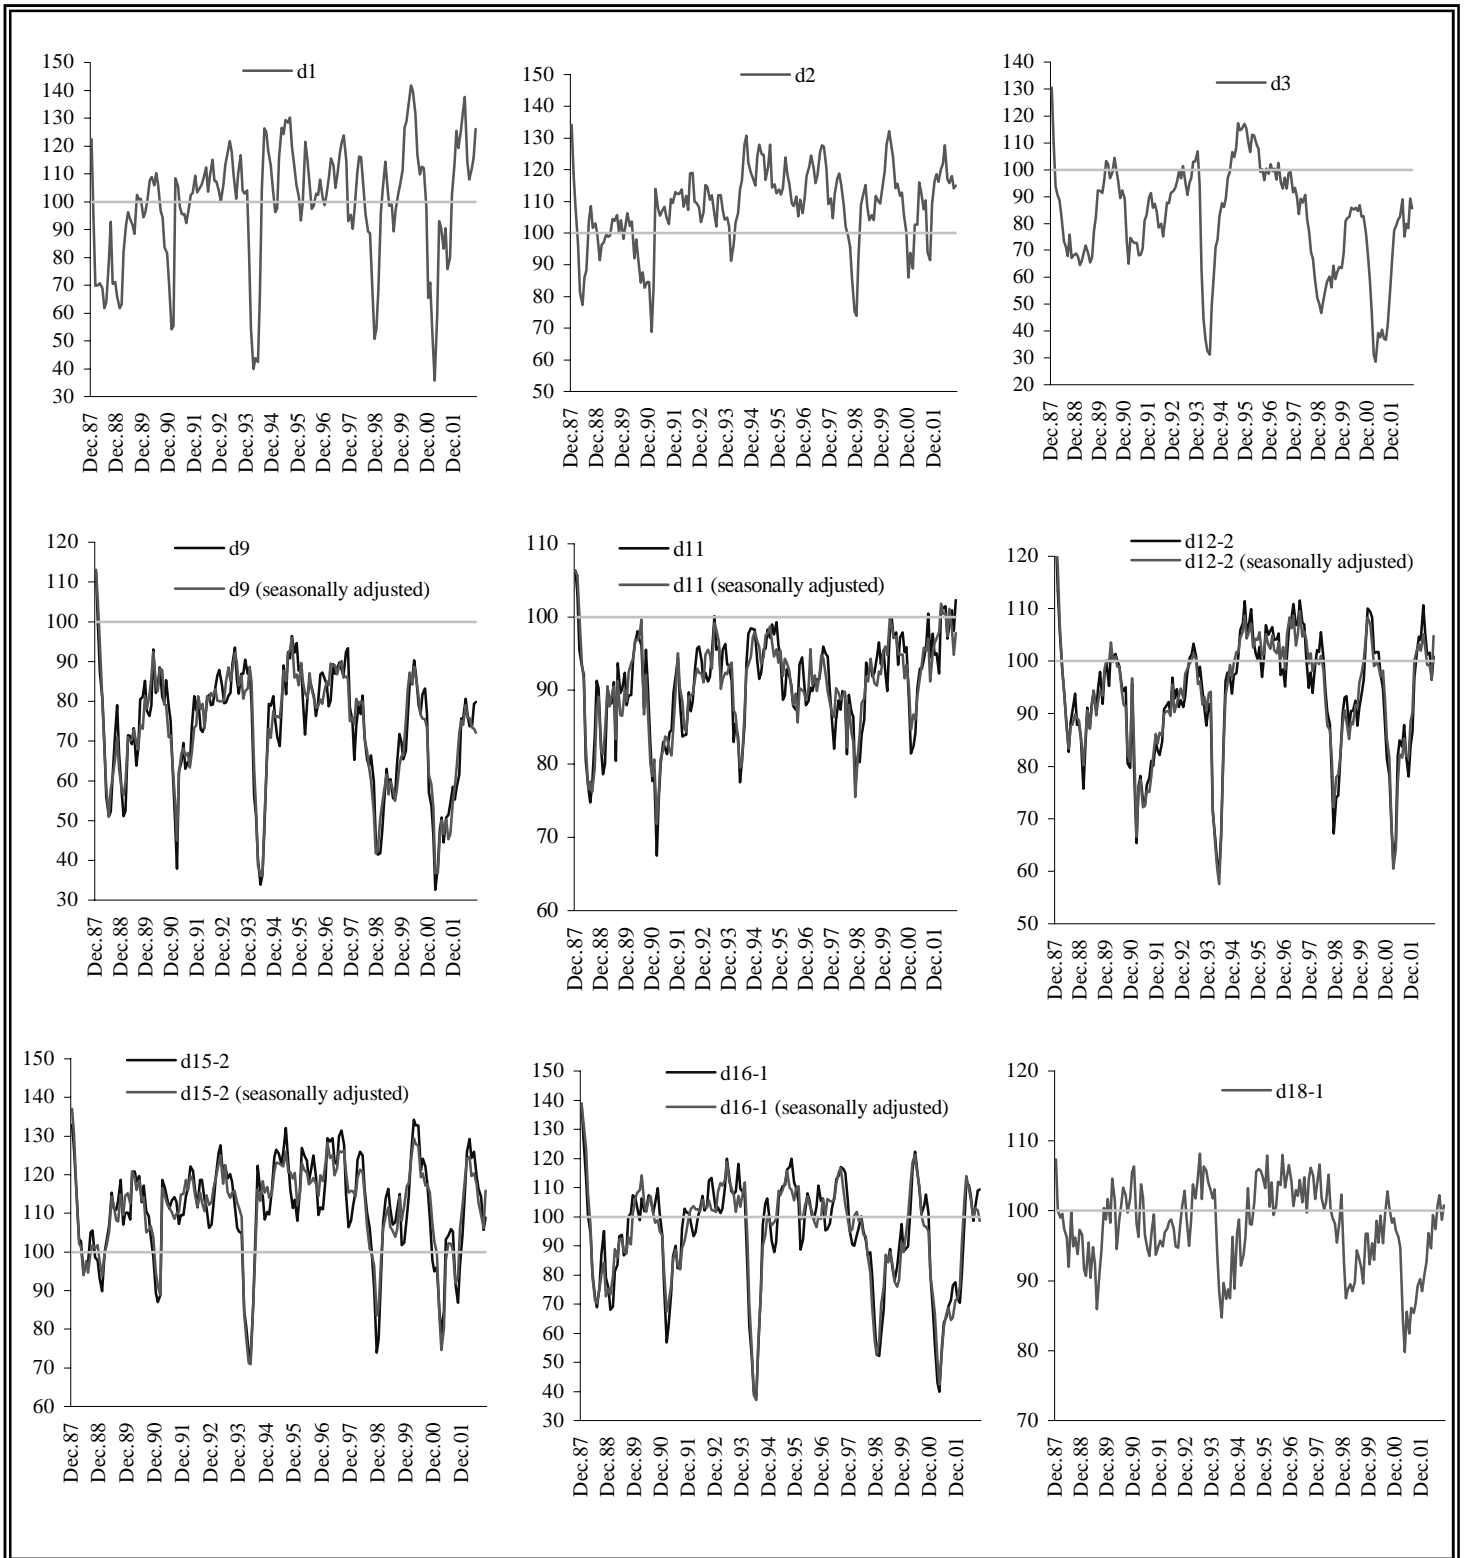 d1
150
140
130
120
110
100
90
80
70
60
50
40
30
Dec.87
Dec.88
Dec.89
Dec.90
Dec.91
Dec.92
Dec.93
Dec.94
Dec.95
Dec.96
Dec.97
Dec.98
Dec.99
Dec.00
Dec.01
d2
150
140
130
120
110
100
90
80
70
60
50
Dec.87
Dec.88
Dec.89
Dec.90
Dec.91
Dec.92
Dec.93
Dec.94
Dec.95
Dec.96
Dec.97
Dec.98
Dec.99
Dec.00
Dec.01
d3
140
130
120
110
100
90
80
70
60
50
40
30
20
Dec.87
Dec.88
Dec.89
Dec.90
Dec.91
Dec.92
Dec.93
Dec.94
Dec.95
Dec.96
Dec.97
Dec.98
Dec.99
Dec.00
Dec.01
d9
d9 (seasonally adjusted)
120
110
100
90
80
70
60
50
40
30
Dec.87
Dec.88
Dec.89
Dec.90
Dec.91
Dec.92
Dec.93
Dec.94
Dec.95
Dec.96
Dec.97
Dec.98
Dec.99
Dec.00
Dec.01
d11
d11 (seasonally adjusted)
110
100
90
80
70
60
Dec.87
Dec.88
Dec.89
Dec.90
Dec.91
Dec.92
Dec.93
Dec.94
Dec.95
Dec.96
Dec.97
Dec.98
Dec.99
Dec.00
Dec.01
d12-2
d12-2 (seasonally adjusted)
120
110
100
90
80
70
60
50
Dec.87
Dec.88
Dec.89
Dec.90
Dec.91
Dec.92
Dec.93
Dec.94
Dec.95
Dec.96
Dec.97
Dec.98
Dec.99
Dec.00
Dec.01
d15-2
d15-2 (seasonally adjusted)
150
140
130
120
110
100
90
80
70
60
Dec.87
Dec.88
Dec.89
Dec.90
Dec.91
Dec.92
Dec.93
Dec.94
Dec.95
Dec.96
Dec.97
Dec.98
Dec.99
Dec.00
Dec.01
d16-1
d16-1 (seasonally adjusted)
150
140
130
120
110
100
90
80
70
60
50
40
30
Dec.87
Dec.88
Dec.89
Dec.90
Dec.91
Dec.92
Dec.93
Dec.94
Dec.95
Dec.96
Dec.97
Dec.98
Dec.99
Dec.00
Dec.01
d18-1
120
110
100
90
80
70
Dec.87
Dec.88
Dec.89
Dec.90
Dec.91
Dec.92
Dec.93
Dec.94
Dec.95
Dec.96
Dec.97
Dec.98
Dec.99
Dec.00
Dec.01